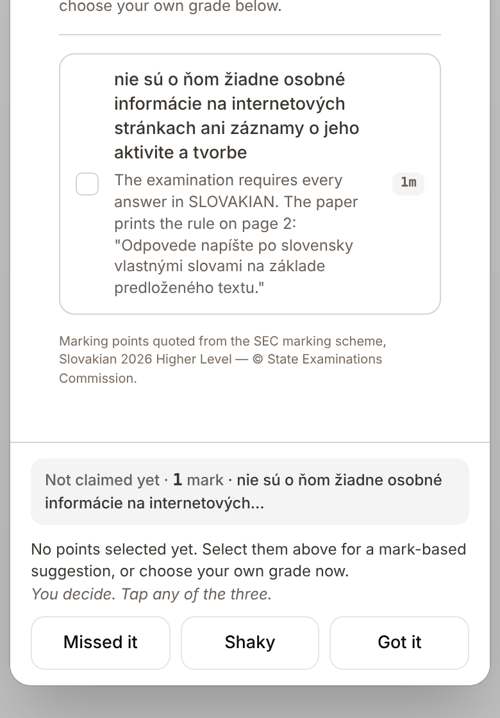 choose your own grade below.
nie sú o ňom žiadne osobné
informácie na internetových
stránkach ani záznamy o jeho
aktivite a tvorbe
The examination requires every
answer in SLOVAKIAN. The paper
prints the rule on page 2:
"Odpovede napíšte po slovensky
vlastnými slovami na základe
predloženého textu."
1m
Marking points quoted from the SEC marking scheme,
Slovakian 2026 Higher Level — © State Examinations
Commission.
Not claimed yet · 1 mark · nie sú o ňom žiadne osobné
informácie na internetových…
No points selected yet. Select them above for a mark-based
suggestion, or choose your own grade now.
You decide. Tap any of the three.
Missed it Shaky Got it